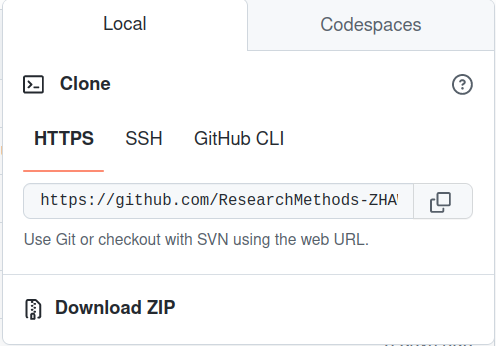 Local
Codespaces
Clone
HTTPS
SSH
GitHub CLI
https://github.com/ResearchMethods-ZHA
Use Git or checkout with SVN using the web URL.
Download ZIP